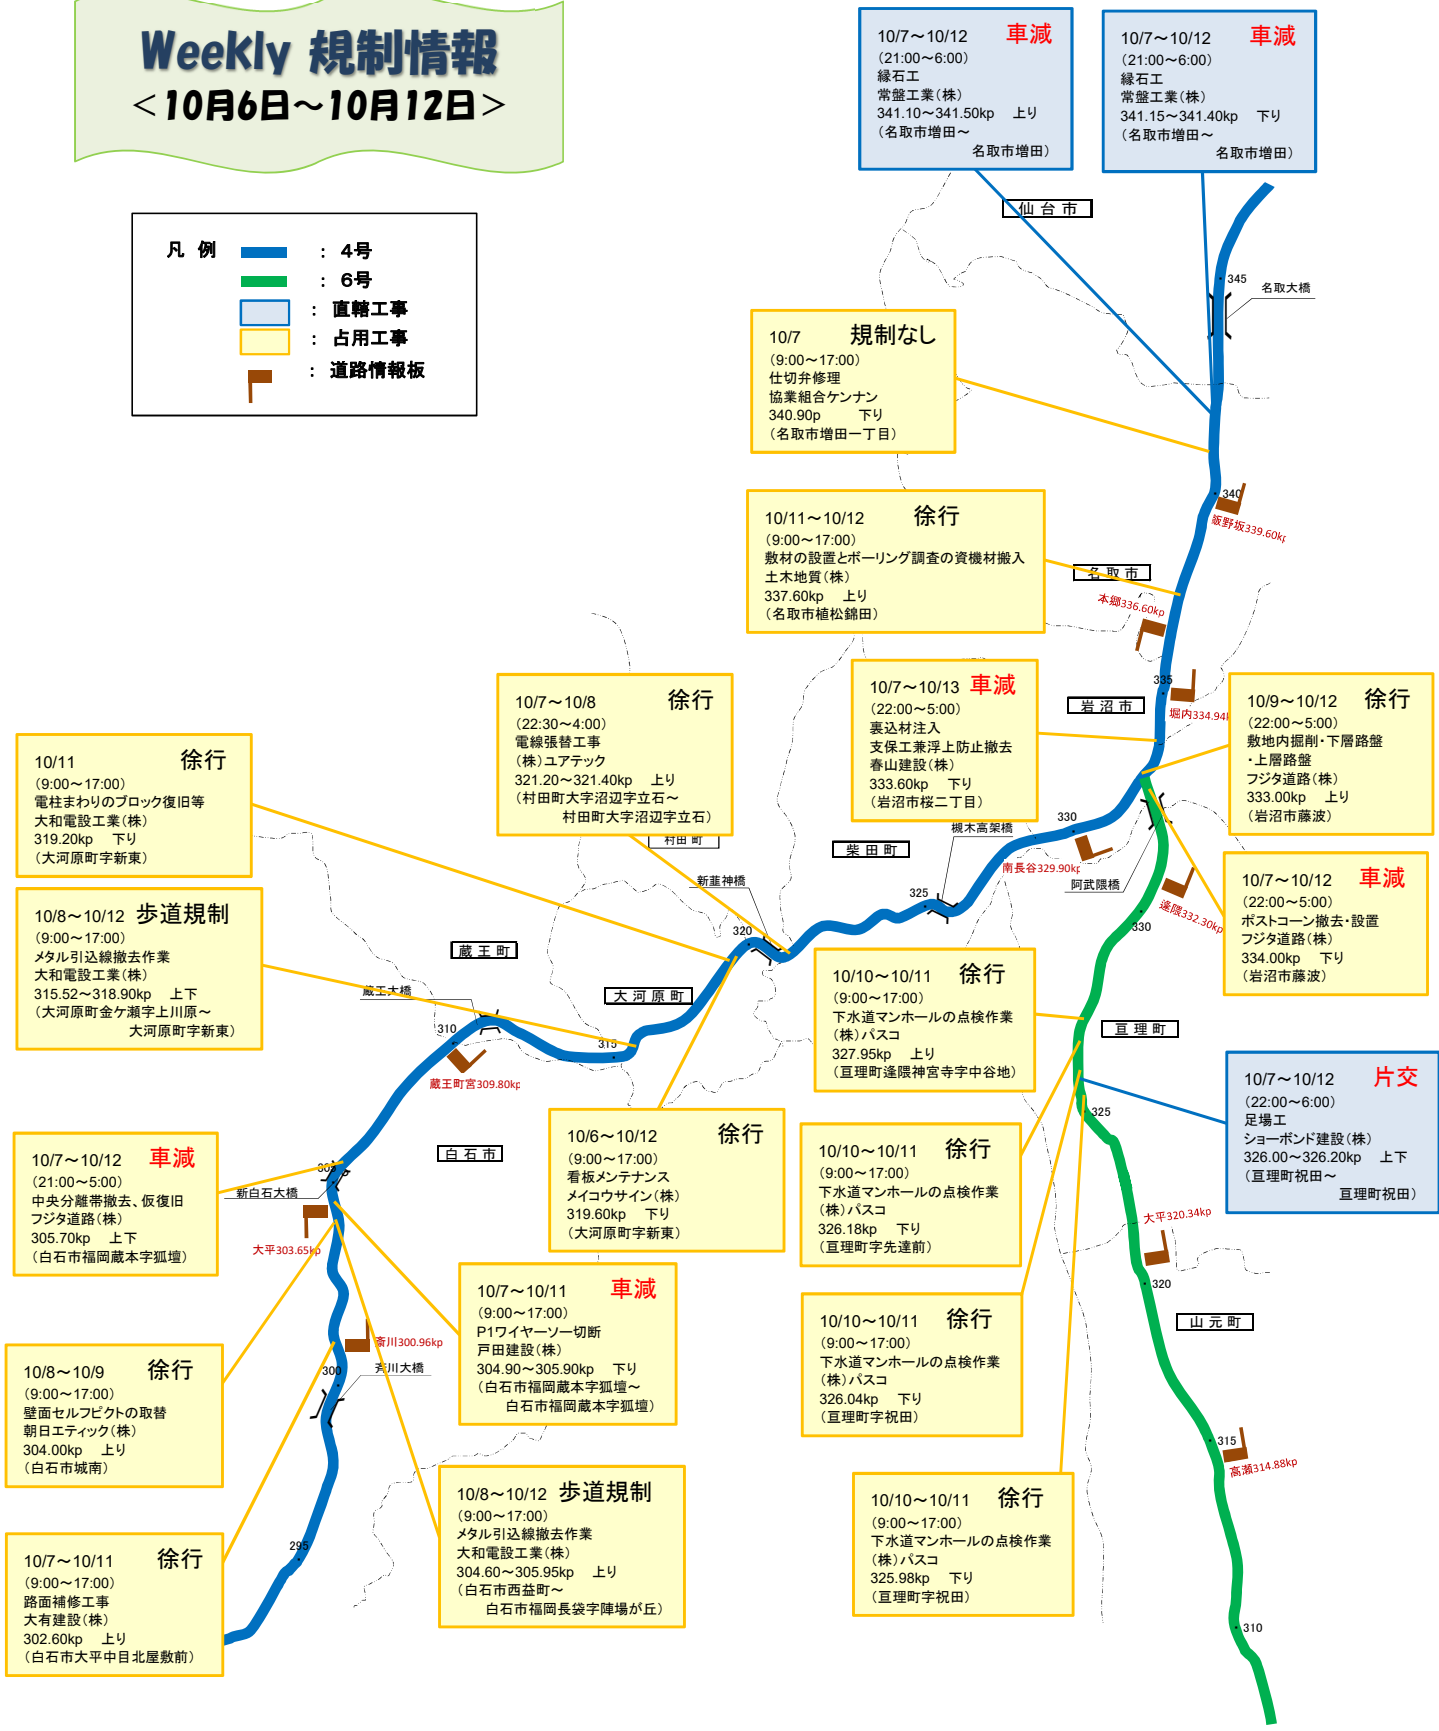 Weekly 規制情報
＜10月6日～10月12日＞
凡 例
： 4号
： 6号
： 直轄工事
： 占用工事
： 道路情報板
10/7～10/12 車減
（21:00～6:00）
縁石工
常盤工業（株）
341.10～341.50kp 上り
（名取市増田～
名取市増田）
10/7～10/12 車減
（21:00～6:00）
縁石工
常盤工業（株）
341.15～341.40kp 下り
（名取市増田～
名取市増田）
仙台市
345
名取大橋
10/7 規制なし
（9:00～17:00）
仕切弁修理
協業組合ケンナン
340.90p 下り
（名取市増田一丁目）
340
飯野坂339.60kp
10/11～10/12 徐行
（9:00～17:00）
敷材の設置とボーリング調査の資機材搬入
土木地質（株）
337.60kp 上り
（名取市植松錦田）
名取市
本郷336.60kp
335
堀内334.94k
岩沼市
10/7～10/13 車減
（22:00～5:00）
裏込材注入
支保工兼浮上防止撤去
春山建設（株）
333.60kp 下り
（岩沼市桜二丁目）
10/9～10/12 徐行
（22:00～5:00）
敷地内掘削・下層路盤
・上層路盤
フジタ道路（株）
333.00kp 上り
（岩沼市藤波）
10/7～10/8 徐行
（22:30～4:00）
電線張替工事
（株）ユアテック
321.20～321.40kp 上り
（村田町大字沼辺字立石～
村田町大字沼辺字立石）
村田町
10/11 徐行
（9:00～17:00）
電柱まわりのブロック復旧等
大和電設工業（株）
319.20kp 下り
（大河原町字新東）
柴田町
槻木高架橋
330
南長谷329.90kp
阿武隈橋
逢隈332.30kp
330
10/7～10/12 車減
（22:00～5:00）
ポストコーン撤去・設置
フジタ道路（株）
334.00kp 下り
（岩沼市藤波）
新韮神橋
325
320
10/8～10/12 歩道規制
（9:00～17:00）
メタル引込線撤去作業
大和電設工業（株）
315.52～318.90kp 上下
（大河原町金ケ瀬字上川原～
大河原町字新東）
蔵王町
蔵王大橋
大河原町
310
315
蔵王町宮309.80kp
10/10～10/11 徐行
（9:00～17:00）
下水道マンホールの点検作業
（株）パスコ
327.95kp 上り
（亘理町逢隈神宮寺字中谷地）
亘理町
325
10/7～10/12 片交
（22:00～6:00）
足場工
ショーボンド建設（株）
326.00～326.20kp 上下
（亘理町祝田～
亘理町祝田）
10/6～10/12 徐行
（9:00～17:00）
看板メンテナンス
メイコウサイン（株）
319.60kp 下り
（大河原町字新東）
10/10～10/11 徐行
（9:00～17:00）
下水道マンホールの点検作業
（株）パスコ
326.18kp 下り
（亘理町字先達前）
白石市
10/7～10/12 車減
（21:00～5:00）
中央分離帯撤去、仮復旧
フジタ道路（株）
305.70kp 上下
（白石市福岡蔵本字狐壇）
305
新白石大橋
大平303.65kp
大平320.34kp
320
山元町
10/7～10/11 車減
（9:00～17:00）
P1ワイヤーソー切断
戸田建設（株）
304.90～305.90kp 下り
（白石市福岡蔵本字狐壇～
白石市福岡蔵本字狐壇）
10/10～10/11 徐行
（9:00～17:00）
下水道マンホールの点検作業
（株）パスコ
326.04kp 下り
（亘理町字祝田）
10/8～10/9 徐行
（9:00～17:00）
壁面セルフピクトの取替
朝日エティック（株）
304.00kp 上り
（白石市城南）
斎川300.96kp
300
斉川大橋
315
高瀬314.88kp
10/8～10/12 歩道規制
（9:00～17:00）
メタル引込線撤去作業
大和電設工業（株）
304.60～305.95kp 上り
（白石市西益町～
白石市福岡長袋字陣場が丘）
10/10～10/11 徐行
（9:00～17:00）
下水道マンホールの点検作業
（株）パスコ
325.98kp 下り
（亘理町字祝田）
10/7～10/11 徐行
（9:00～17:00）
路面補修工事
大有建設（株）
302.60kp 上り
（白石市大平中目北屋敷前）
295
310